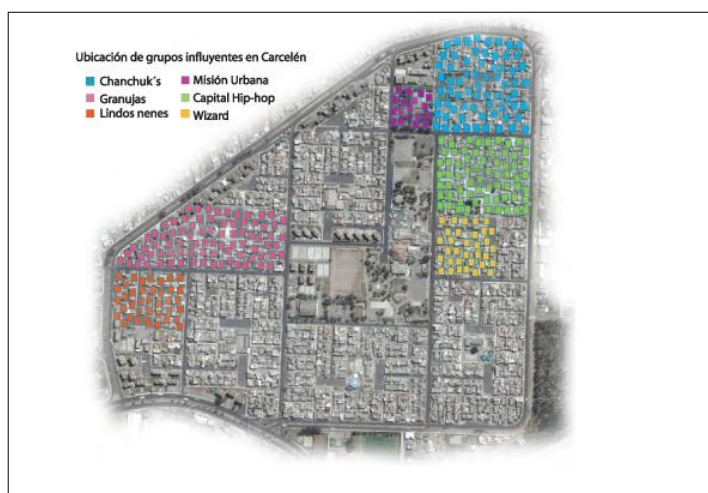 Ubicación de grupos influyentes en Carcelén
Chanchuk´s
Granujas
Lindos nenes
Misión Urbana
Capital Hip-hop
Wizard